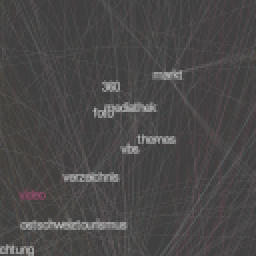 markt
360
mediathek
foto
themes
vbs
verzeichnis
video
ostschweiztourismus
chtung